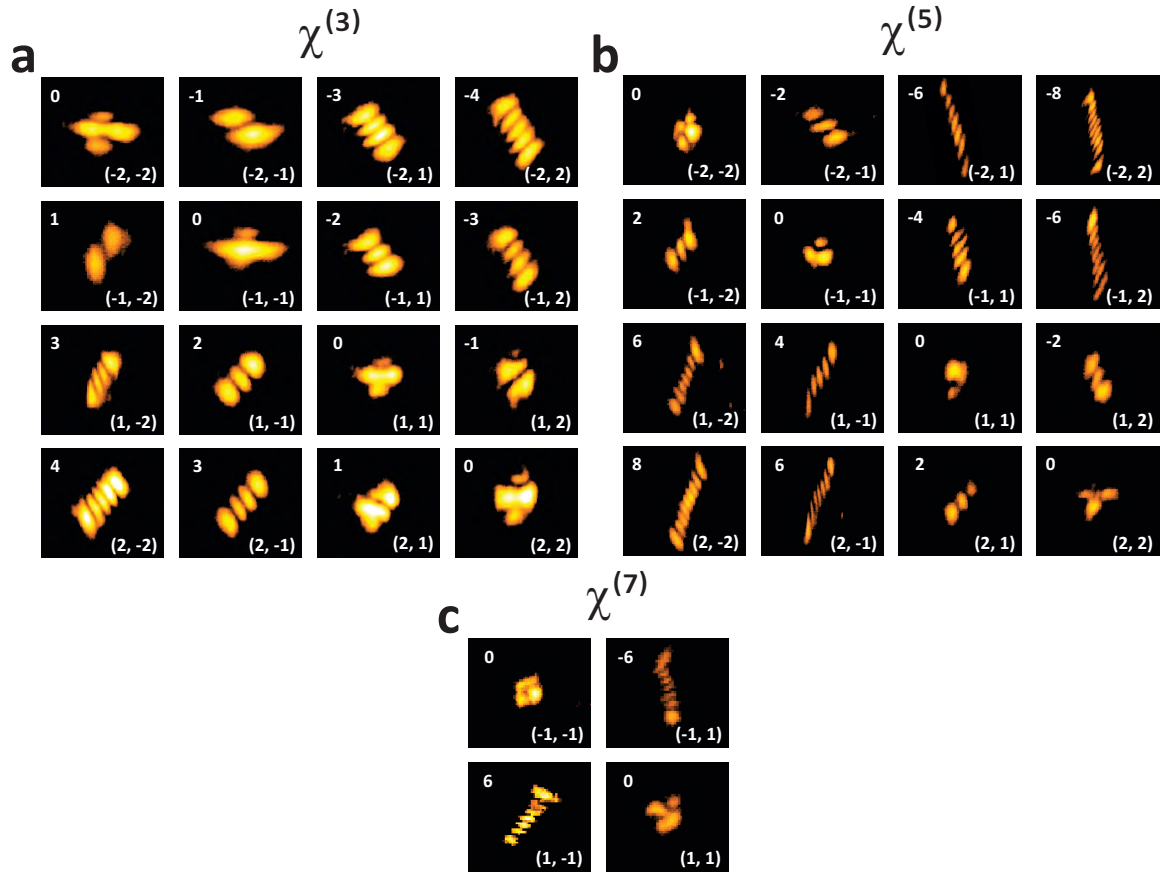 χ(3)
a
0 -1 -3 -4
(-2, -2) (-2, -1) (-2, 1) (-2, 2)
1 0 -2 -3
(-1, -2) (-1, -1) (-1, 1) (-1, 2)
3 2 0 -1
(1, -2) (1, -1) (1, 1) (1, 2)
4 3 1 0
(2, -2) (2, -1) (2, 1) (2, 2)
χ(5)
b
0 -2 -6 -8
(-2, -2) (-2, -1) (-2, 1) (-2, 2)
2 0 -4 -6
(-1, -2) (-1, -1) (-1, 1) (-1, 2)
6 4 0 -2
(1, -2) (1, -1) (1, 1) (1, 2)
8 6 2 0
(2, -2) (2, -1) (2, 1) (2, 2)
χ(7)
c
0 -6
(-1, -1) (-1, 1)
6 0
(1, -1) (1, 1)